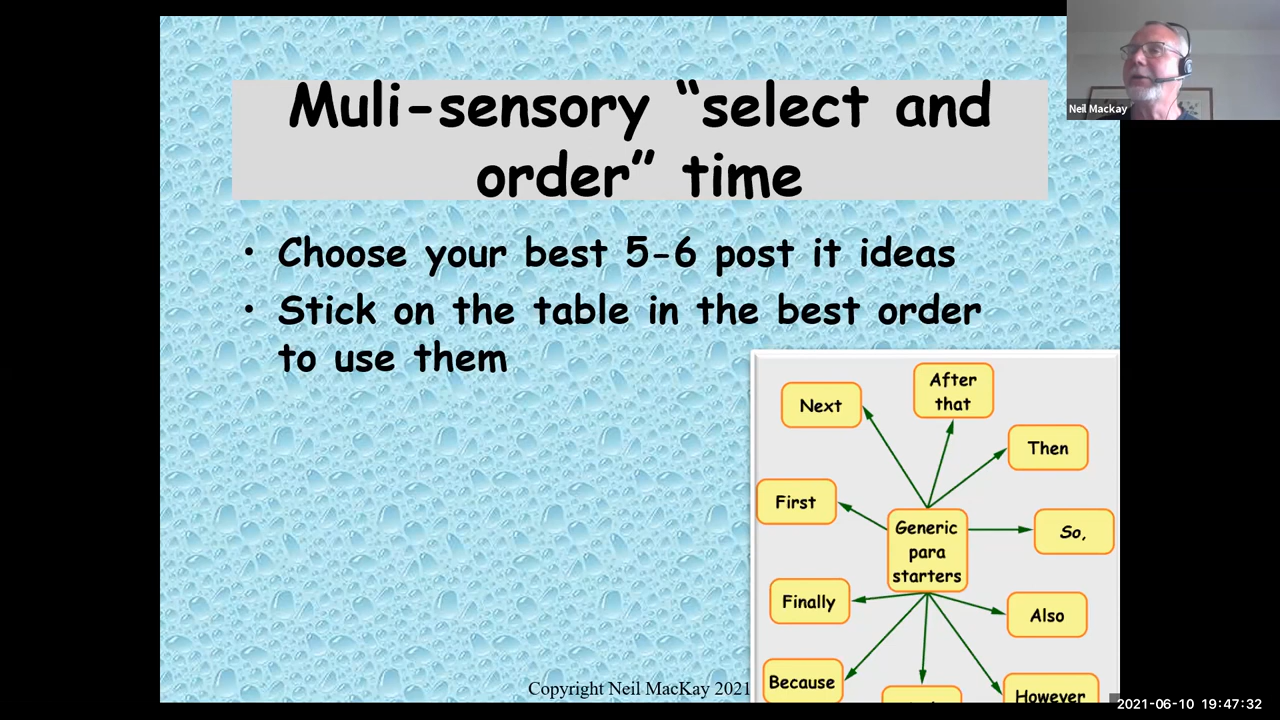 Muli-sensory “select and
order” time
• Choose your best 5-6 post it ideas
• Stick on the table in the best order
to use them
After
that
Next
Then
First
Generic
para
starters
So,
Finally
Also
Because
However
Copyright Neil MacKay 2021
Neil Mackay
2021-06-10 19:47:32